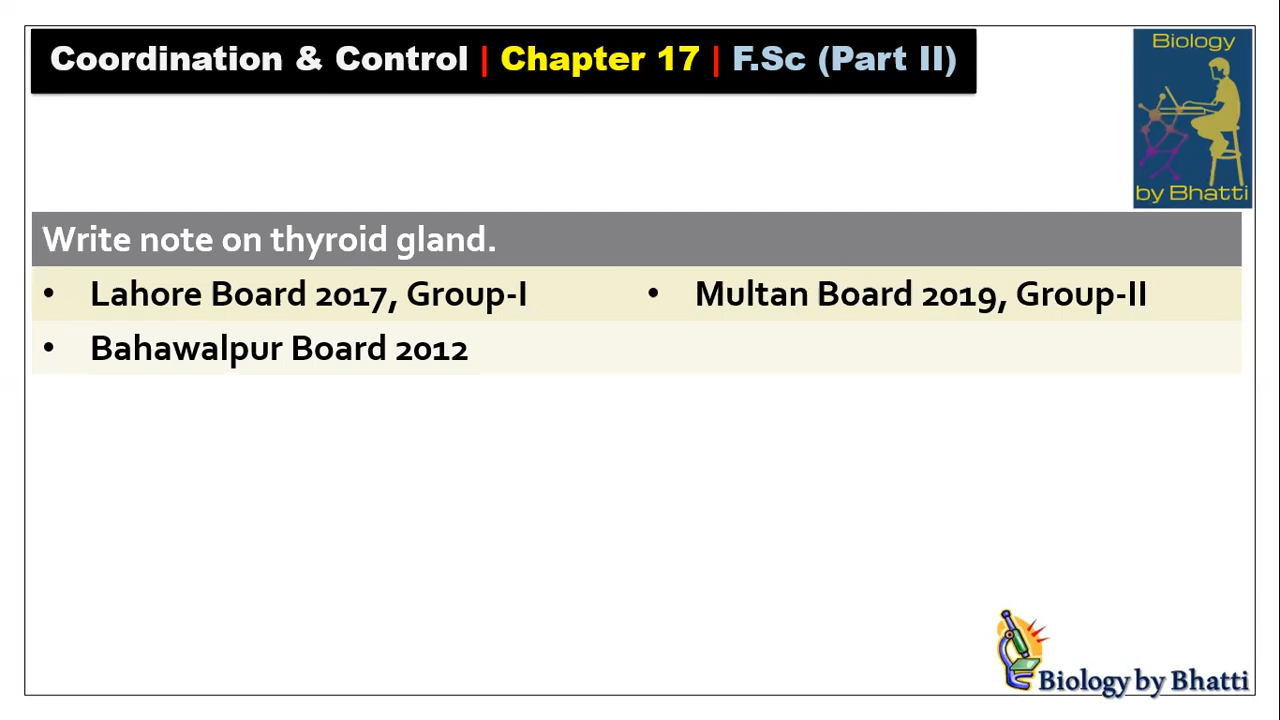 Coordination & Control | Chapter 17 | F.Sc (Part II)
Biology
by Bhatti
Write note on thyroid gland.
• Lahore Board 2017, Group-I • Multan Board 2019, Group-II
• Bahawalpur Board 2012
Biology by Bhatti